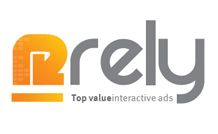 rely
Top valueinteractive ads